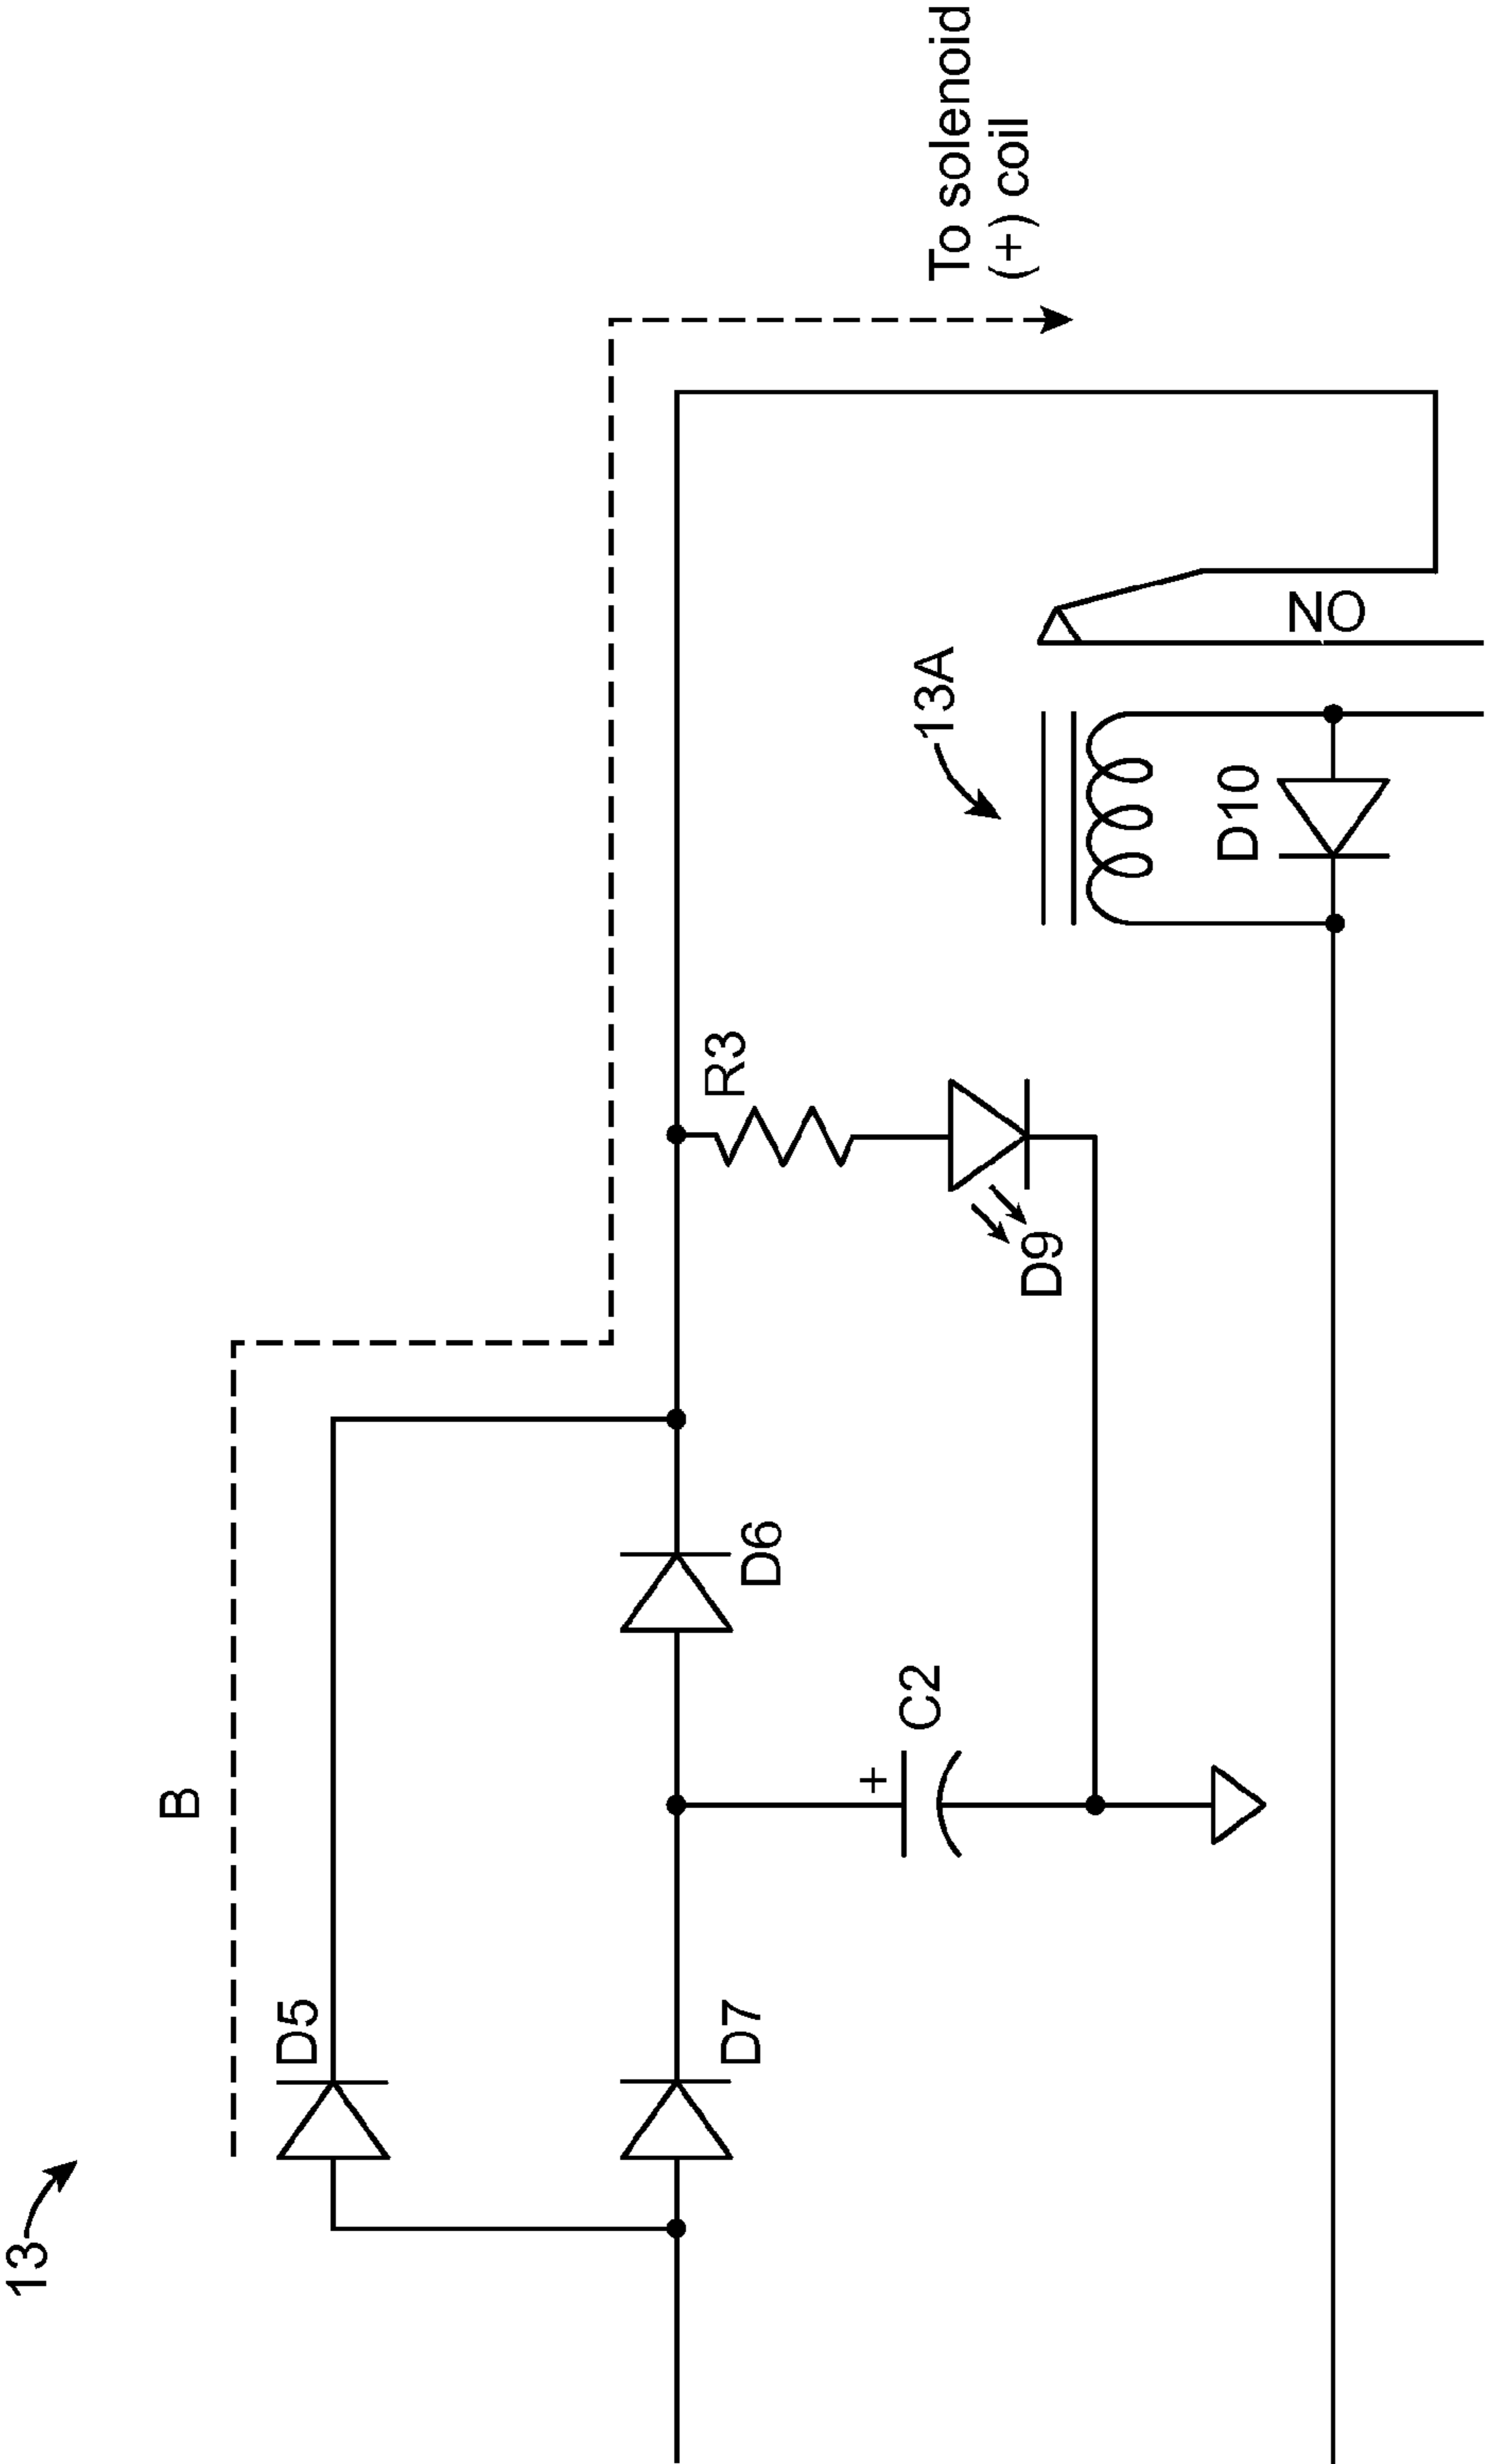 13
B
D5
D7
D6
+
C2
R3
D9
13A
D10
NO
To solenoid
(+) coil